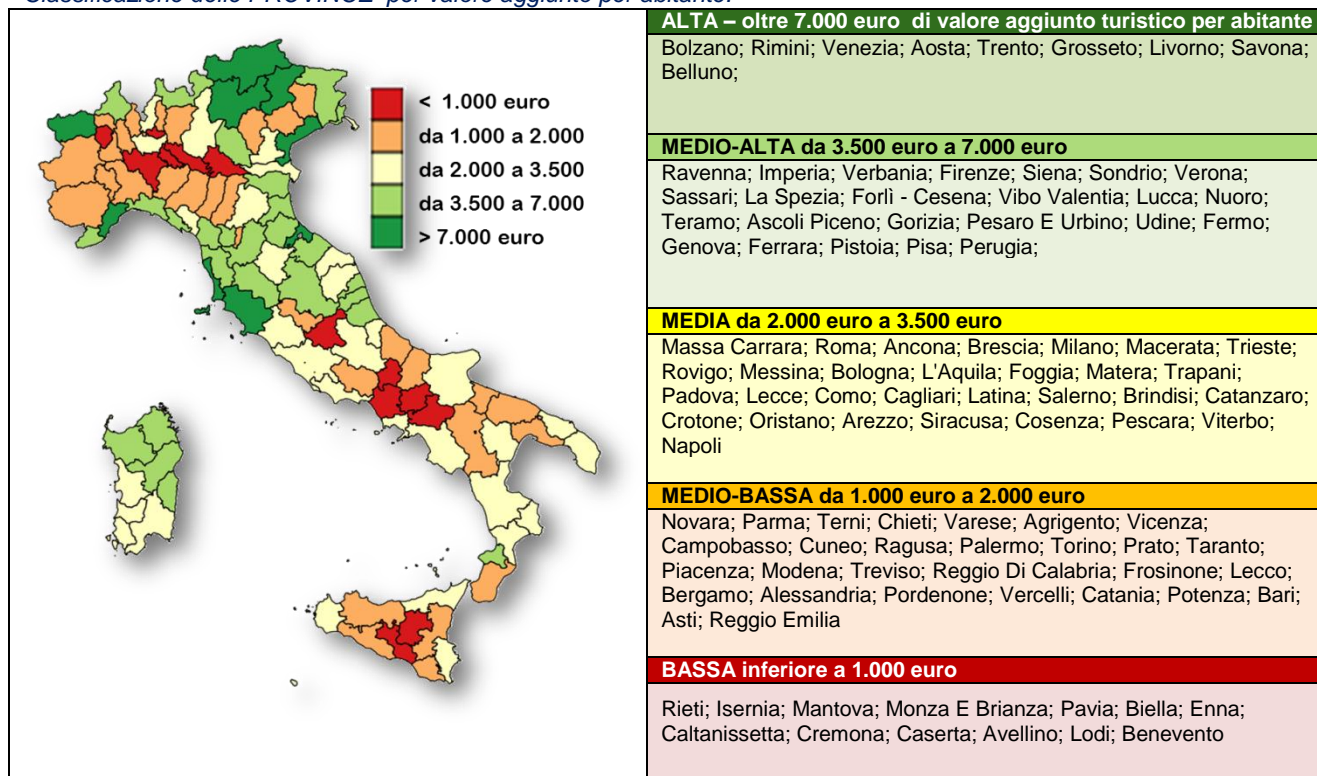 Classificazione delle PROVINCE per valore aggiunto per abitante.
< 1.000 euro
da 1.000 a 2.000
da 2.000 a 3.500
da 3.500 a 7.000
> 7.000 euro
ALTA – oltre 7.000 euro di valore aggiunto turistico per abitante
Bolzano; Rimini; Venezia; Aosta; Trento; Grosseto; Livorno; Savona;
Belluno;
MEDIO-ALTA da 3.500 euro a 7.000 euro
Ravenna; Imperia; Verbania; Firenze; Siena; Sondrio; Verona;
Sassari; La Spezia; Forlì - Cesena; Vibo Valentia; Lucca; Nuoro;
Teramo; Ascoli Piceno; Gorizia; Pesaro E Urbino; Udine; Fermo;
Genova; Ferrara; Pistoia; Pisa; Perugia;
MEDIA da 2.000 euro a 3.500 euro
Massa Carrara; Roma; Ancona; Brescia; Milano; Macerata; Trieste;
Rovigo; Messina; Bologna; L'Aquila; Foggia; Matera; Trapani;
Padova; Lecce; Como; Cagliari; Latina; Salerno; Brindisi; Catanzaro;
Crotone; Oristano; Arezzo; Siracusa; Cosenza; Pescara; Viterbo;
Napoli
MEDIO-BASSA da 1.000 euro a 2.000 euro
Novara; Parma; Terni; Chieti; Varese; Agrigento; Vicenza;
Campobasso; Cuneo; Ragusa; Palermo; Torino; Prato; Taranto;
Piacenza; Modena; Treviso; Reggio Di Calabria; Frosinone; Lecco;
Bergamo; Alessandria; Pordenone; Vercelli; Catania; Potenza; Bari;
Asti; Reggio Emilia
BASSA inferiore a 1.000 euro
Rieti; Isernia; Mantova; Monza E Brianza; Pavia; Biella; Enna;
Caltanissetta; Cremona; Caserta; Avellino; Lodi; Benevento